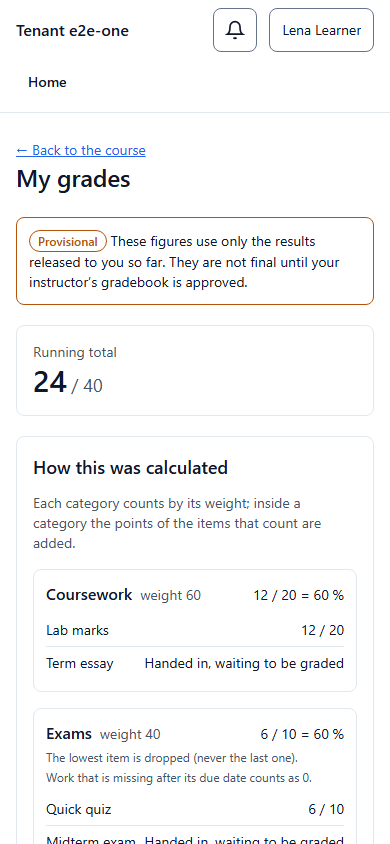 Tenant e2e-one
Lena Learner
Home
← Back to the course
My grades
Provisional These figures use only the results
released to you so far. They are not final until your
instructor's gradebook is approved.
Running total
24 / 40
How this was calculated
Each category counts by its weight; inside a
category the points of the items that count are
added.
Coursework weight 60 12 / 20 = 60 %
Lab marks 12 / 20
Term essay Handed in, waiting to be graded
Exams weight 40 6 / 10 = 60 %
The lowest item is dropped (never the last one).
Work that is missing after its due date counts as 0.
Quick quiz 6 / 10
Midterm exam Handed in, waiting to be graded